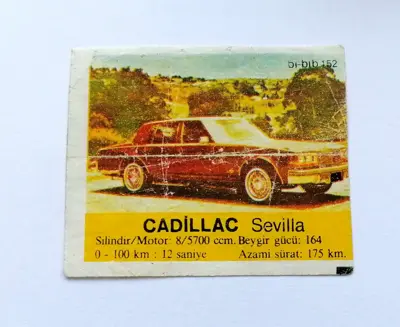 bi-bib 152
CADİLLAC Sevilla
Silindir/Motor: 8/5700 ccm. Beygir gücü: 164
0 - 100 km : 12 saniye Azami sürat: 175 km.